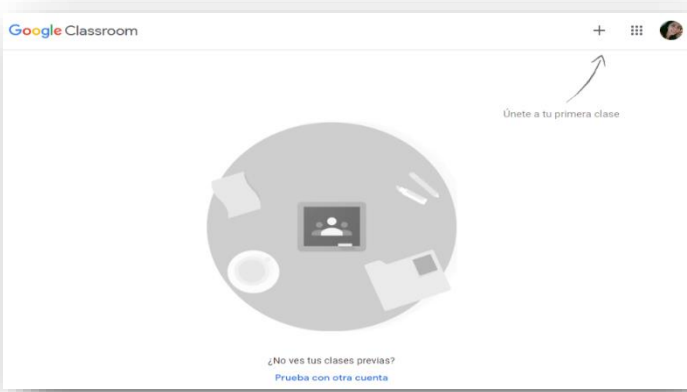 Google Classroom
Únete a tu primera clase
¿No ves tus clases previas?
Prueba con otra cuenta